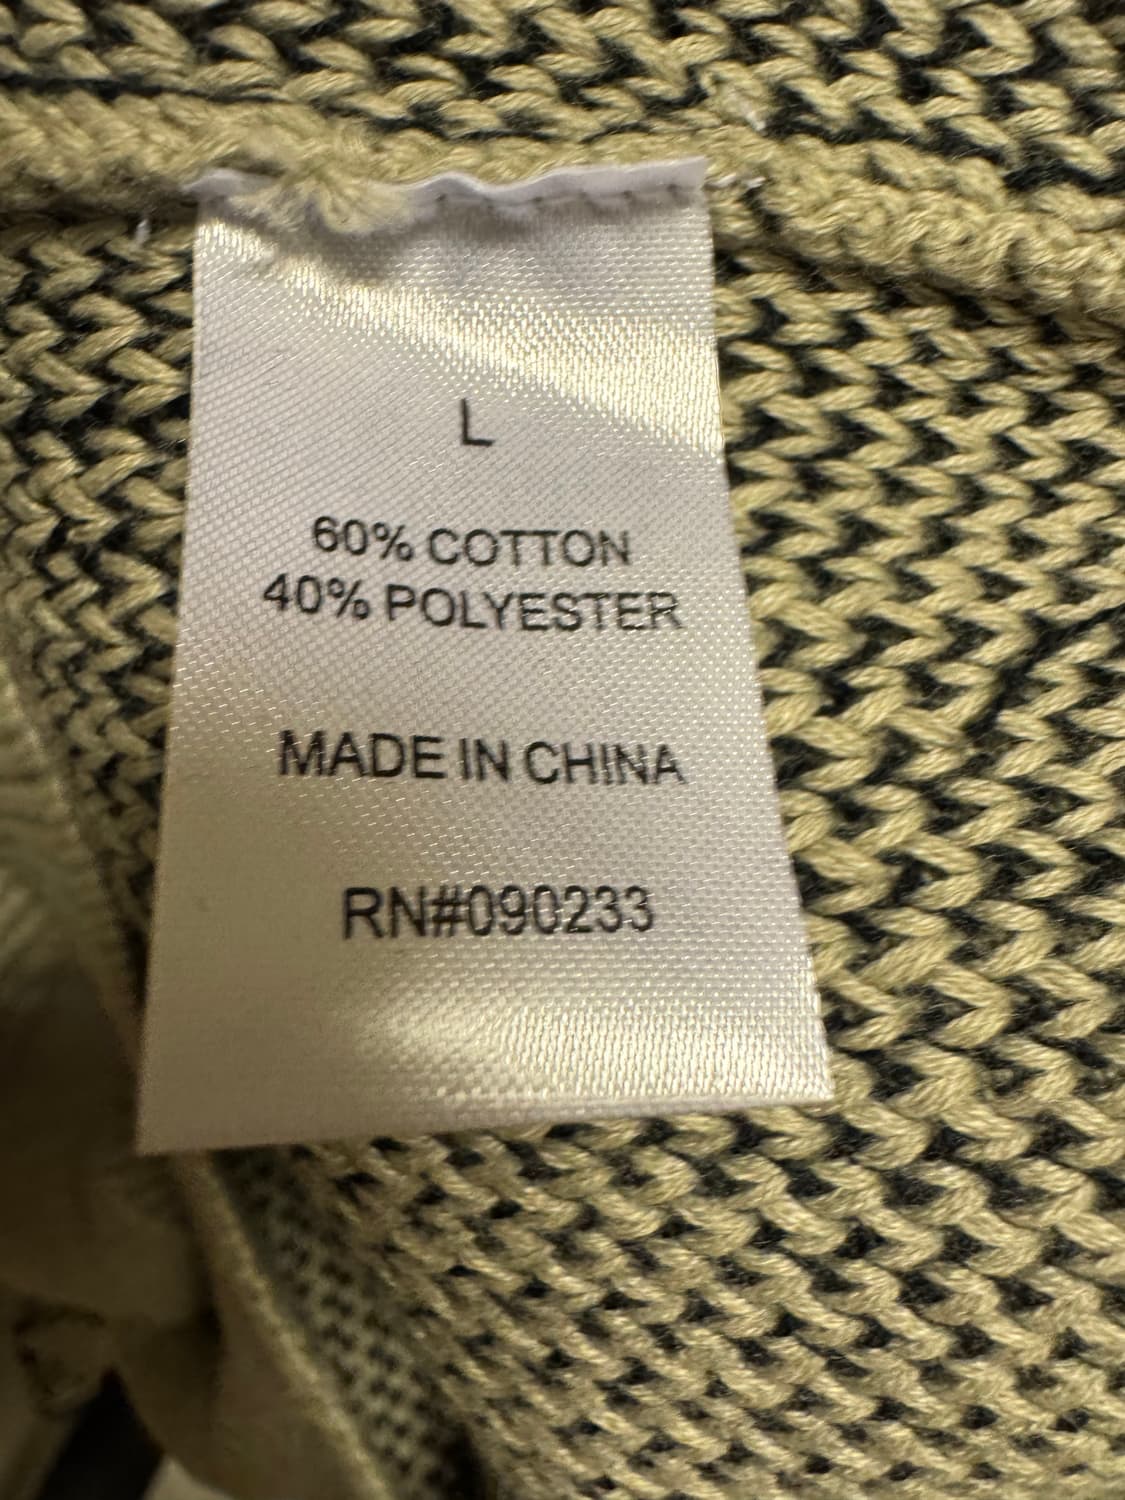 L
60% COTTON
40% POLYESTER
MADE IN CHINA
RN#090233